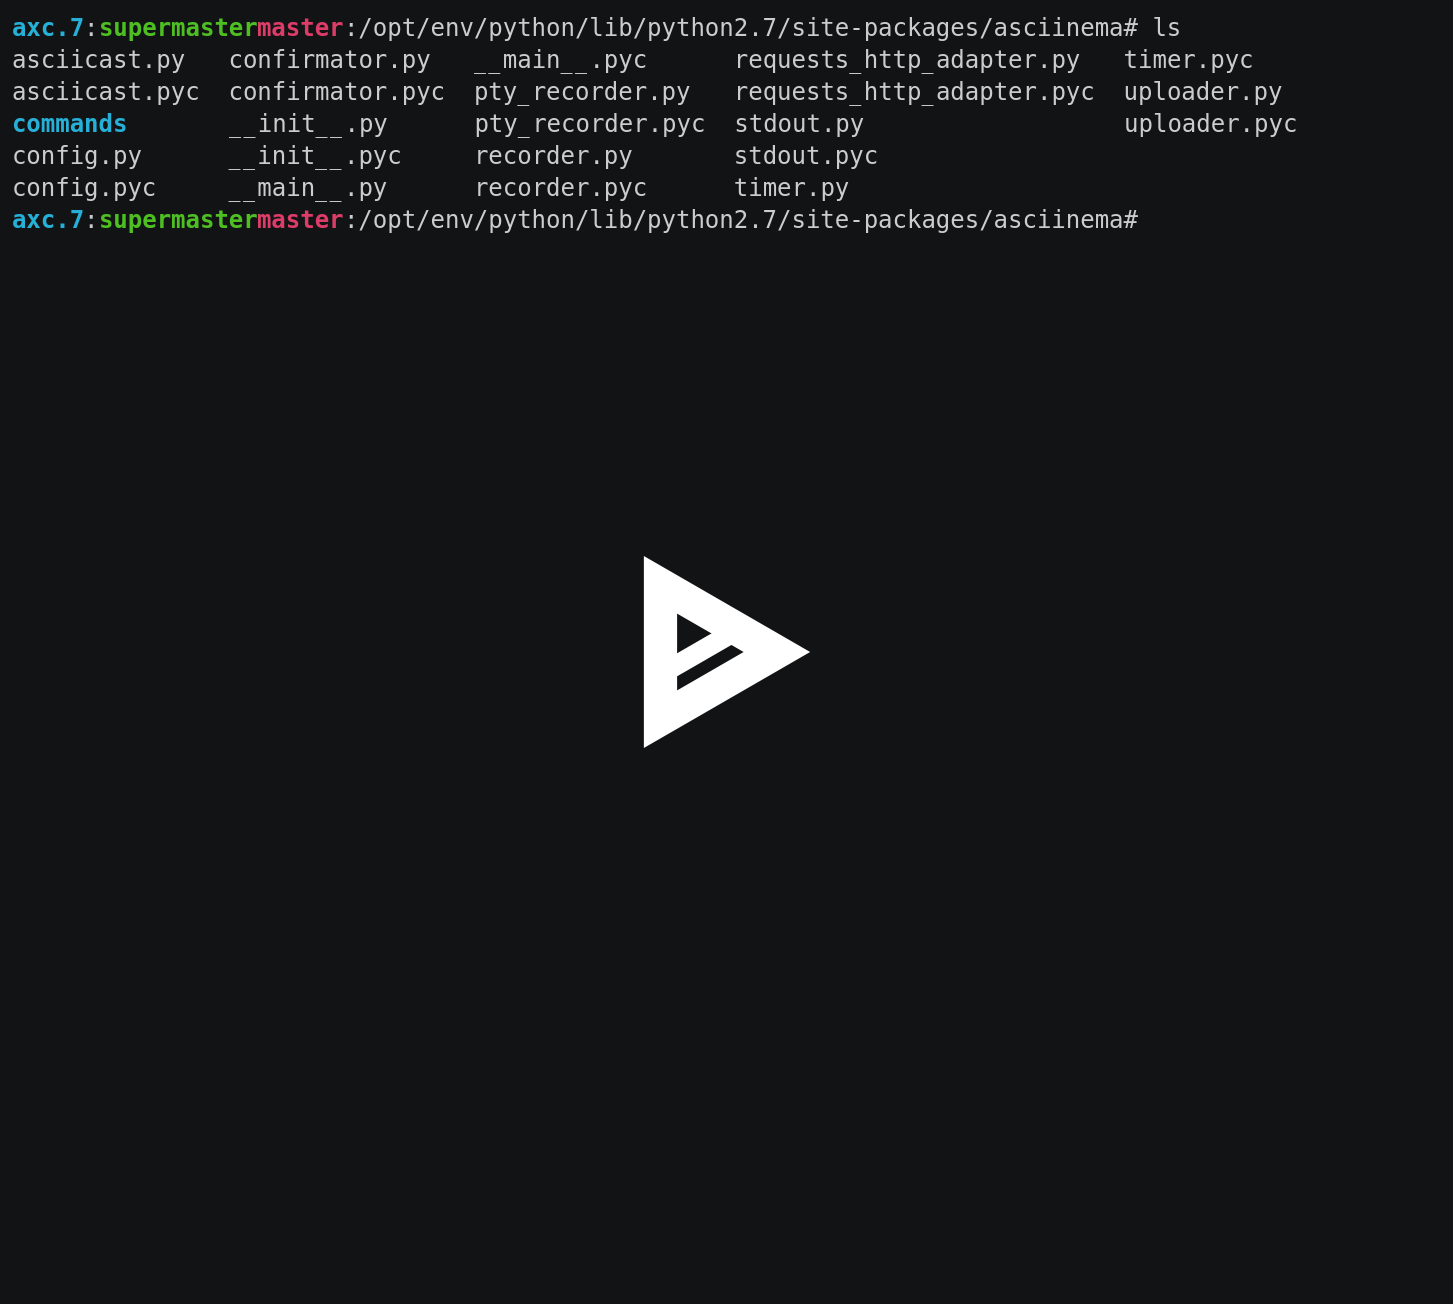 axc.7:supermastermaster:/opt/env/python/lib/python2.7/site-packages/asciinema# ls
asciicast.py   confirmator.py   __main__.pyc      requests_http_adapter.py   timer.pyc
asciicast.pyc  confirmator.pyc  pty_recorder.py   requests_http_adapter.pyc  uploader.py
commands       __init__.py      pty_recorder.pyc  stdout.py                  uploader.pyc
config.py      __init__.pyc     recorder.py       stdout.pyc
config.pyc     __main__.py      recorder.pyc      timer.py
axc.7:supermastermaster:/opt/env/python/lib/python2.7/site-packages/asciinema#